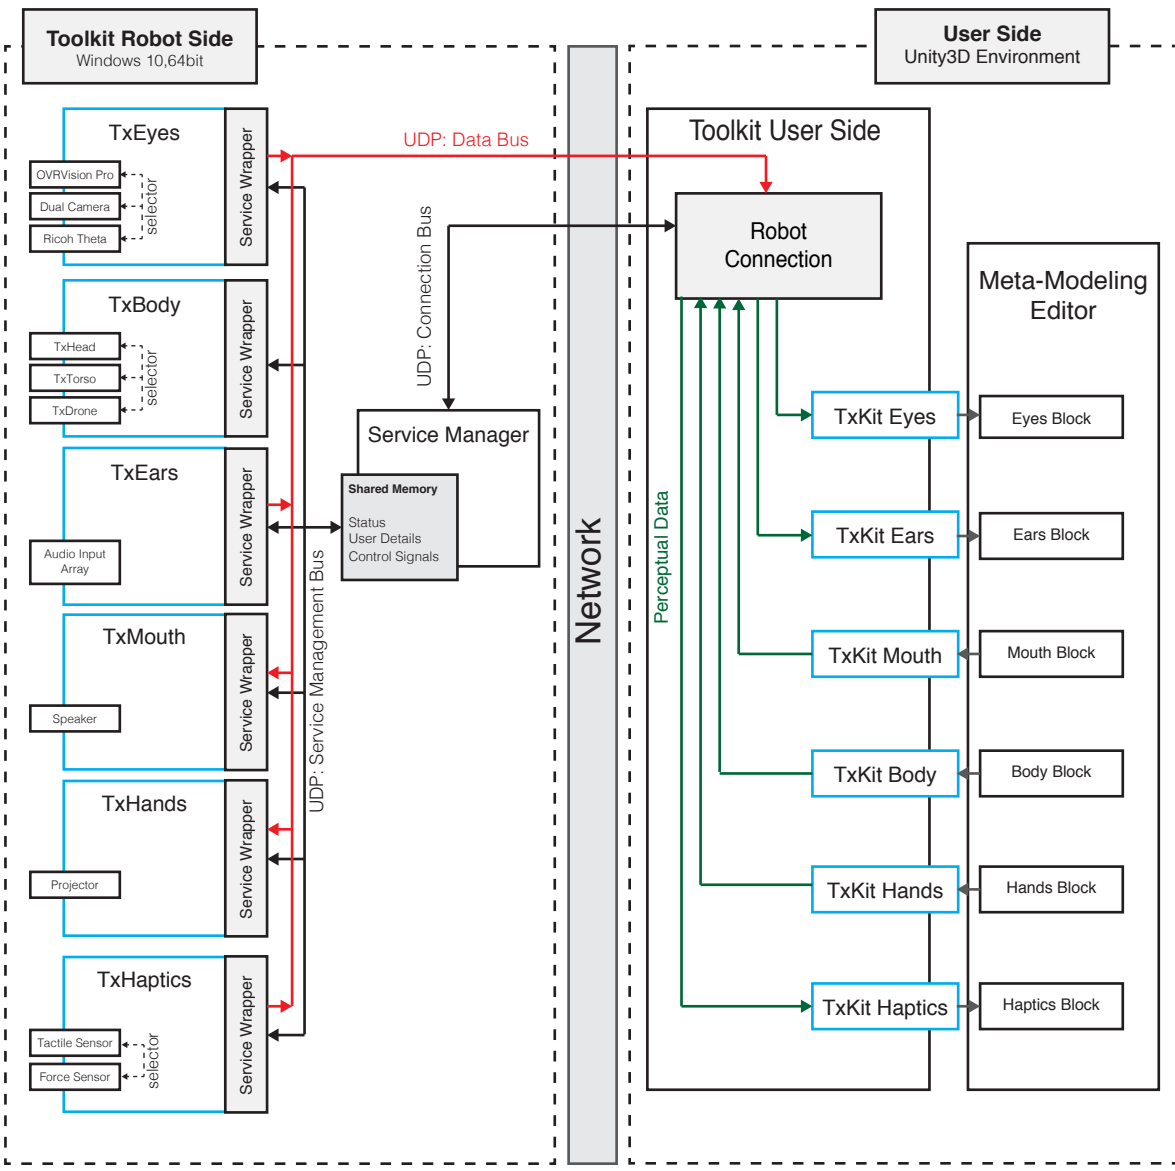 Toolkit Robot Side
Windows 10,64bit
User Side
Unity3D Environment
TxEyes
OVRVision Pro
Dual Camera
Ricoh Theta
selector
Service Wrapper
TxBody
TxHead
TxTorso
TxDrone
selector
Service Wrapper
TxEars
Audio Input
Array
Service Wrapper
TxMouth
Speaker
Service Wrapper
TxHands
Projector
Service Wrapper
TxHaptics
Tactile Sensor
Force Sensor
selector
Service Wrapper
UDP: Data Bus
UDP: Connection Bus
UDP: Service Management Bus
Service Manager
Shared Memory
Status
User Details
Control Signals
Network
Toolkit User Side
Robot
Connection
Perceptual Data
TxKit Eyes
TxKit Ears
TxKit Mouth
TxKit Body
TxKit Hands
TxKit Haptics
Meta-Modeling
Editor
Eyes Block
Ears Block
Mouth Block
Body Block
Hands Block
Haptics Block